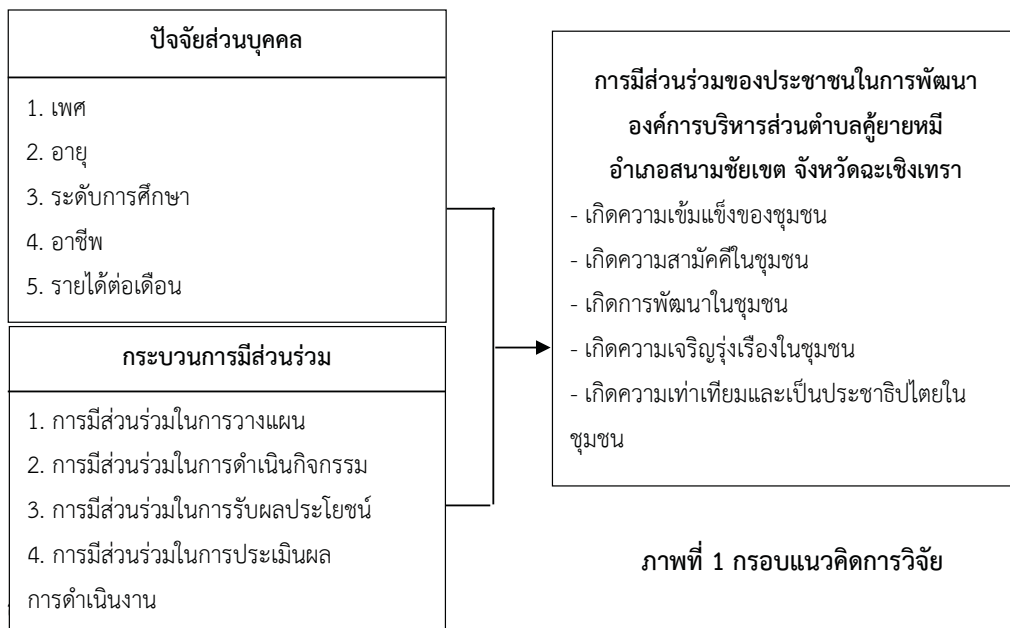 ปัจจัยส่วนบุคคล
1. เพศ
2. อายุ
3. ระดับการศึกษา
4. อาชีพ
5. รายได้ต่อเดือน
กระบวนการมีส่วนร่วม
1. การมีส่วนร่วมในการวางแผน
2. การมีส่วนร่วมในการดำเนินกิจกรรม
3. การมีส่วนร่วมในการรับผลประโยชน์
4. การมีส่วนร่วมในการประเมินผล
การดำเนินงาน
การมีส่วนร่วมของประชาชนในการพัฒนา
องค์การบริหารส่วนตำบลคู้ยายหมี
อำเภอสนามชัยเขต จังหวัดฉะเชิงเทรา
- เกิดความเข้มแข็งของชุมชน
- เกิดความสามัคคีในชุมชน
- เกิดการพัฒนาในชุมชน
- เกิดความเจริญรุ่งเรืองในชุมชน
- เกิดความเท่าเทียมและเป็นประชาธิปไตยใน
ชุมชน
ภาพที่ 1 กรอบแนวคิดการวิจัย